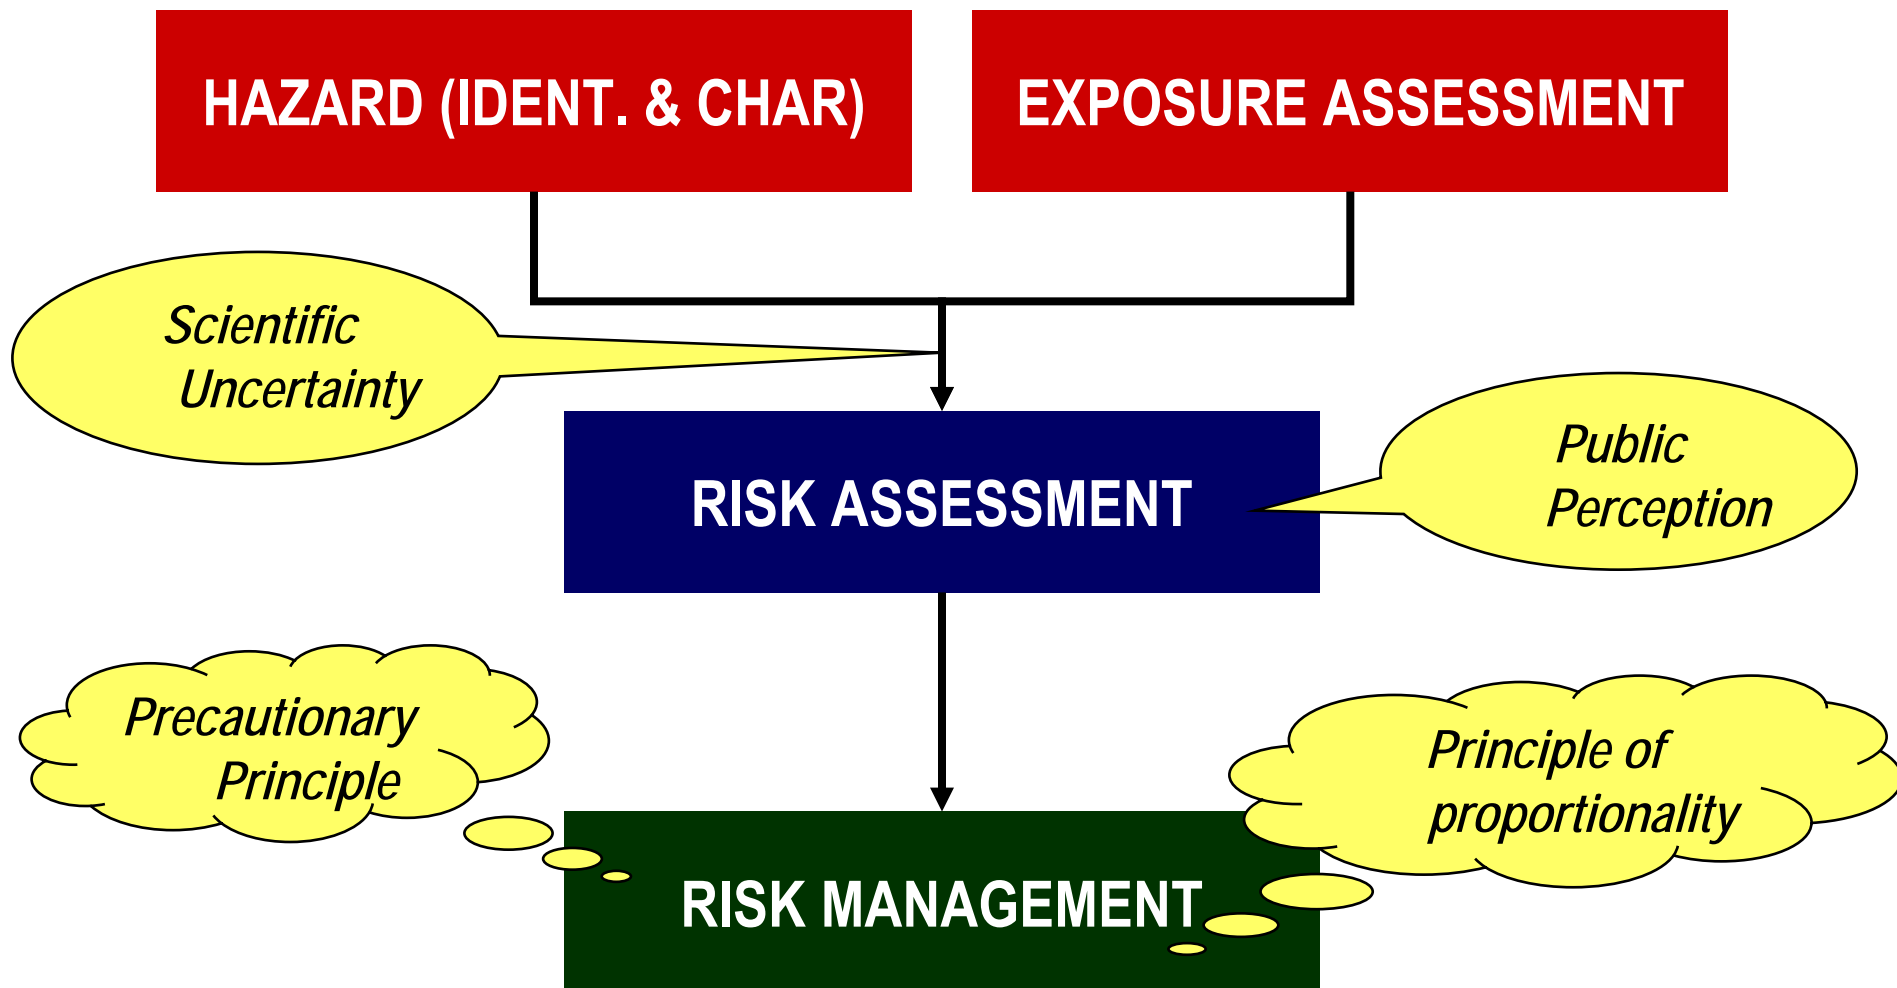 HAZARD (IDENT. & CHAR)
EXPOSURE ASSESSMENT
Scientific
Uncertainty
RISK ASSESSMENT
Public
Perception
Precautionary
Principle
Principle of
proportionality
RISK MANAGEMENT